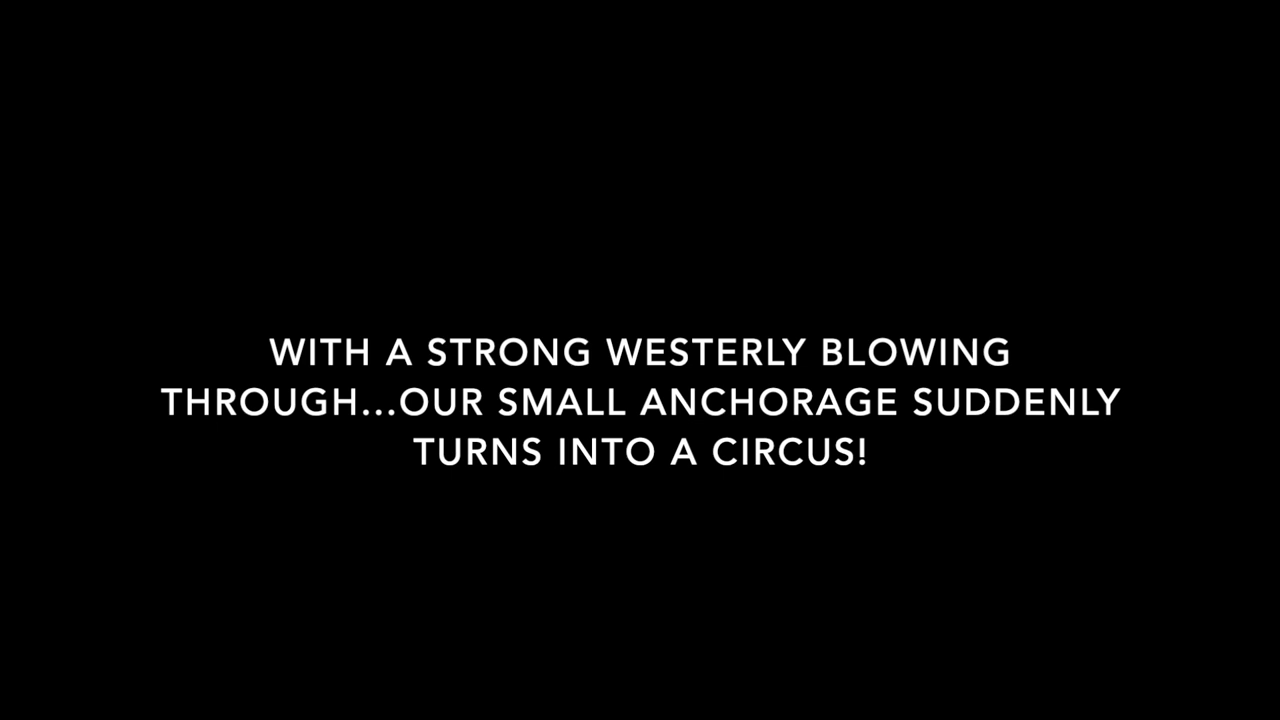 WITH A STRONG WESTERLY BLOWING
THROUGH...OUR SMALL ANCHORAGE SUDDENLY
TURNS INTO A CIRCUS!